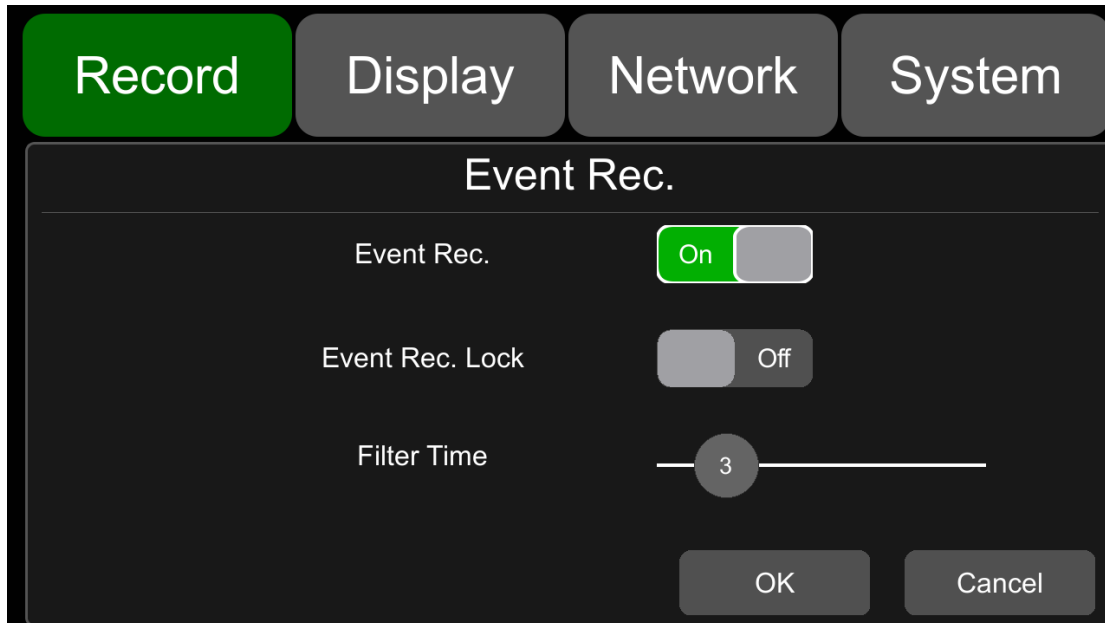 Record Display Network System
Event Rec.
Event Rec. On
Event Rec. Lock Off
Filter Time 3
OK Cancel